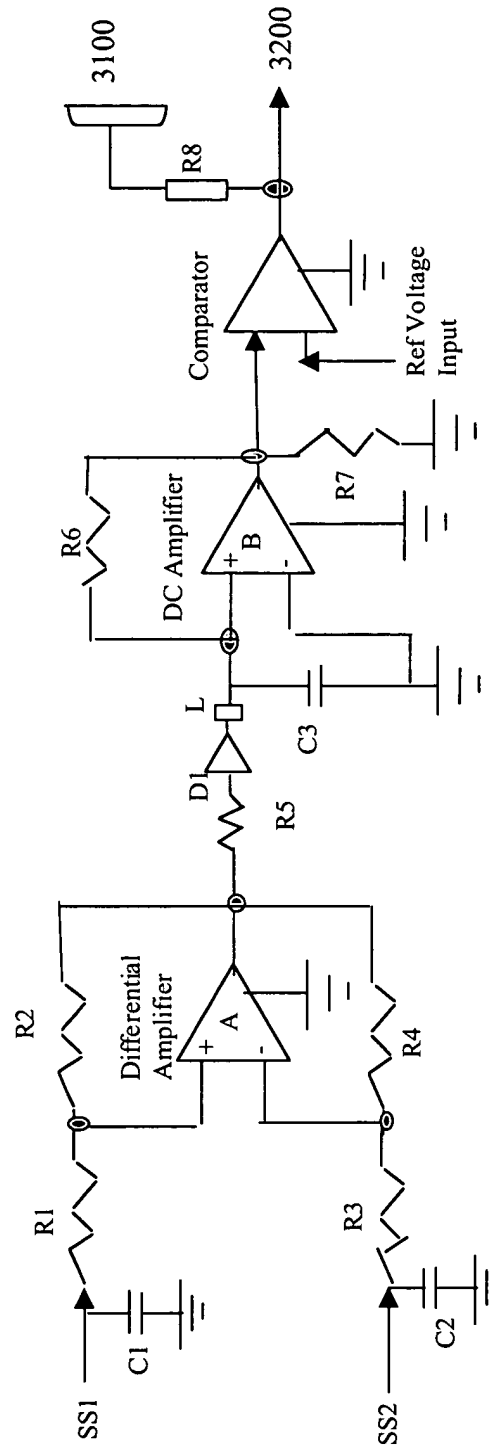 SS1
C1
R1
R2
Differential
Amplifier
+
A
-
SS2
C2
R3
R4
R5
D1
L
C3
R6
DC Amplifier
+
B
-
R7
Comparator
Ref Voltage
Input
R8
3100
3200